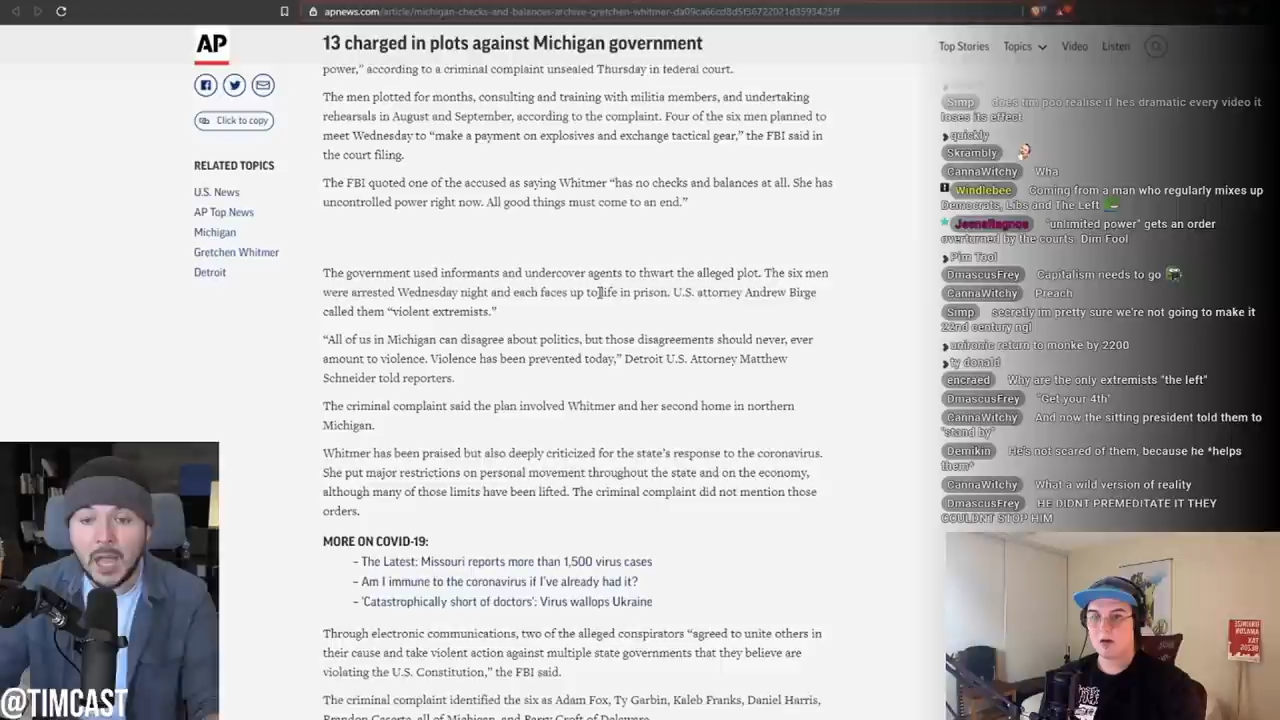 apnews.com/article/michigan-checks-and-balances-archive-gretchen-whitmer-da09ca66cd8d5f36722021d3593425ff
AP
13 charged in plots against Michigan government
Top Stories Topics Video Listen
Click to copy
RELATED TOPICS
U.S. News
AP Top News
Michigan
Gretchen Whitmer
Detroit
power,” according to a criminal complaint unsealed Thursday in federal court.
The men plotted for months, consulting and training with militia members, and undertaking
rehearsals in August and September, according to the complaint. Four of the six men planned to
meet Wednesday to “make a payment on explosives and exchange tactical gear,” the FBI said in
the court filing.
The FBI quoted one of the accused as saying Whitmer “has no checks and balances at all. She has
uncontrolled power right now. All good things must come to an end.”
The government used informants and undercover agents to thwart the alleged plot. The six men
were arrested Wednesday night and each faces up to life in prison. U.S. attorney Andrew Birge
called them “violent extremists.”
“All of us in Michigan can disagree about politics, but those disagreements should never, ever
amount to violence. Violence has been prevented today,” Detroit U.S. Attorney Matthew
Schneider told reporters.
The criminal complaint said the plan involved Whitmer and her second home in northern
Michigan.
Whitmer has been praised but also deeply criticized for the state’s response to the coronavirus.
She put major restrictions on personal movement throughout the state and on the economy,
although many of those limits have been lifted. The criminal complaint did not mention those
orders.
MORE ON COVID-19:
– The Latest: Missouri reports more than 1,500 virus cases
– Am I immune to the coronavirus if I’ve already had it?
– ‘Catastrophically short of doctors’: Virus wallops Ukraine
Through electronic communications, two of the alleged conspirators “agreed to unite others in
their cause and take violent action against multiple state governments that they believe are
violating the U.S. Constitution,” the FBI said.
The criminal complaint identified the six as Adam Fox, Ty Garbin, Kaleb Franks, Daniel Harris,
Brandon Caserta, all of Michigan, and Barry Croft of Delaware.
Simp does tim poo realise if hes dramatic every video it
loses its effect
quickly
Skrambly
CannaWitchy Wha
Windlebee Coming from a man who regularly mixes up
Democrats, Libs and The Left
"unlimited power" gets an order
overturned by the courts. Dim Fool
Pim Tool
DmascusFrey Capitalism needs to go
CannaWitchy Preach
Simp secretly im pretty sure we're not going to make it
22nd century ngl
unironic return to monke by 2200
ty donald
encraed Why are the only extremists "the left"
DmascusFrey "Get your 4th"
CannaWitchy And now the sitting president told them to
"stand by"
Demikin He's not scared of them, because he *helps
them*
CannaWitchy What a wild version of reality
DmascusFrey HE DIDNT PREMEDITATE IT THEY
COULDNT STOP HIM
@TIMCAST
ORGANIZE
AMAZON
TAX
BEZOS